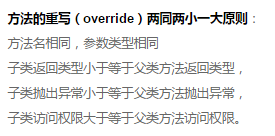 方法的重写（override）两同两小一大原则：
方法名相同，参数类型相同
子类返回类型小于等于父类方法返回类型，
子类抛出异常小于等于父类方法抛出异常，
子类访问权限大于等于父类方法访问权限。